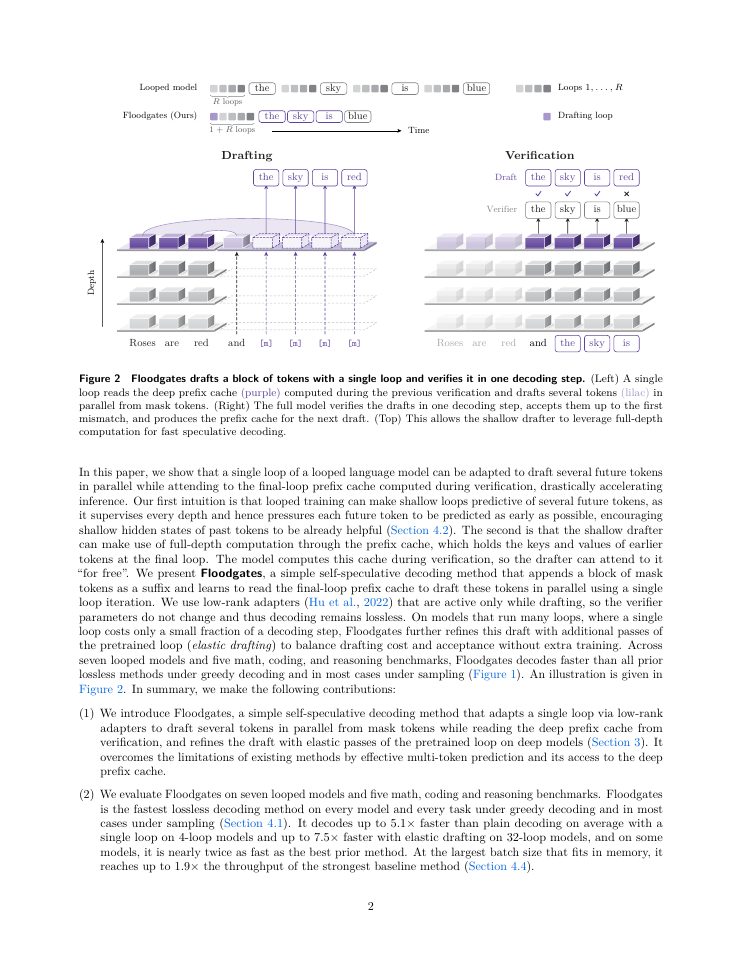 Looped model the sky is blue Loops 1, . . . , R
R loops
Floodgates (Ours) the sky is blue Drafting loop
1 + R loops Time
Drafting Verification
the sky is red Draft the sky is red
✓ ✓ ✓ ×
Verifier the sky is blue
Depth
Roses are red and [m] [m] [m] [m] Roses are red and the sky is
Figure 2 Floodgates drafts a block of tokens with a single loop and verifies it in one decoding step. (Left) A single
loop reads the deep prefix cache (purple) computed during the previous verification and drafts several tokens (lilac) in
parallel from mask tokens. (Right) The full model verifies the drafts in one decoding step, accepts them up to the first
mismatch, and produces the prefix cache for the next draft. (Top) This allows the shallow drafter to leverage full-depth
computation for fast speculative decoding.
In this paper, we show that a single loop of a looped language model can be adapted to draft several future tokens
in parallel while attending to the final-loop prefix cache computed during verification, drastically accelerating
inference. Our first intuition is that looped training can make shallow loops predictive of several future tokens, as
it supervises every depth and hence pressures each future token to be predicted as early as possible, encouraging
shallow hidden states of past tokens to be already helpful (Section 4.2). The second is that the shallow drafter
can make use of full-depth computation through the prefix cache, which holds the keys and values of earlier
tokens at the final loop. The model computes this cache during verification, so the drafter can attend to it
“for free”. We present Floodgates, a simple self-speculative decoding method that appends a block of mask
tokens as a suffix and learns to read the final-loop prefix cache to draft these tokens in parallel using a single
loop iteration. We use low-rank adapters (Hu et al., 2022) that are active only while drafting, so the verifier
parameters do not change and thus decoding remains lossless. On models that run many loops, where a single
loop costs only a small fraction of a decoding step, Floodgates further refines this draft with additional passes of
the pretrained loop (elastic drafting) to balance drafting cost and acceptance without extra training. Across
seven looped models and five math, coding, and reasoning benchmarks, Floodgates decodes faster than all prior
lossless methods under greedy decoding and in most cases under sampling (Figure 1). An illustration is given in
Figure 2. In summary, we make the following contributions:
(1) We introduce Floodgates, a simple self-speculative decoding method that adapts a single loop via low-rank
adapters to draft several tokens in parallel from mask tokens while reading the deep prefix cache from
verification, and refines the draft with elastic passes of the pretrained loop on deep models (Section 3). It
overcomes the limitations of existing methods by effective multi-token prediction and its access to the deep
prefix cache.
(2) We evaluate Floodgates on seven looped models and five math, coding and reasoning benchmarks. Floodgates
is the fastest lossless decoding method on every model and every task under greedy decoding and in most
cases under sampling (Section 4.1). It decodes up to 5.1× faster than plain decoding on average with a
single loop on 4-loop models and up to 7.5× faster with elastic drafting on 32-loop models, and on some
models, it is nearly twice as fast as the best prior method. At the largest batch size that fits in memory, it
reaches up to 1.9× the throughput of the strongest baseline method (Section 4.4).
2